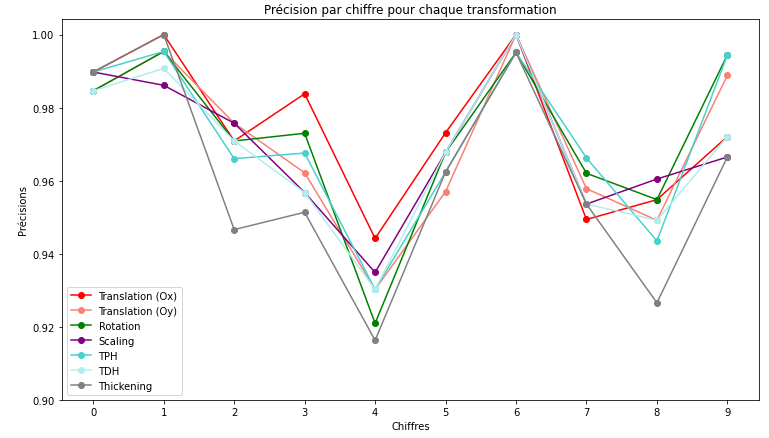 Précision par chiffre pour chaque transformation
1.00
0.98
0.96
0.94
0.92
0.90
Précisions
Translation (Ox)
Translation (Oy)
Rotation
Scaling
TPH
TDH
Thickening
0 1 2 3 4 5 6 7 8 9
Chiffres